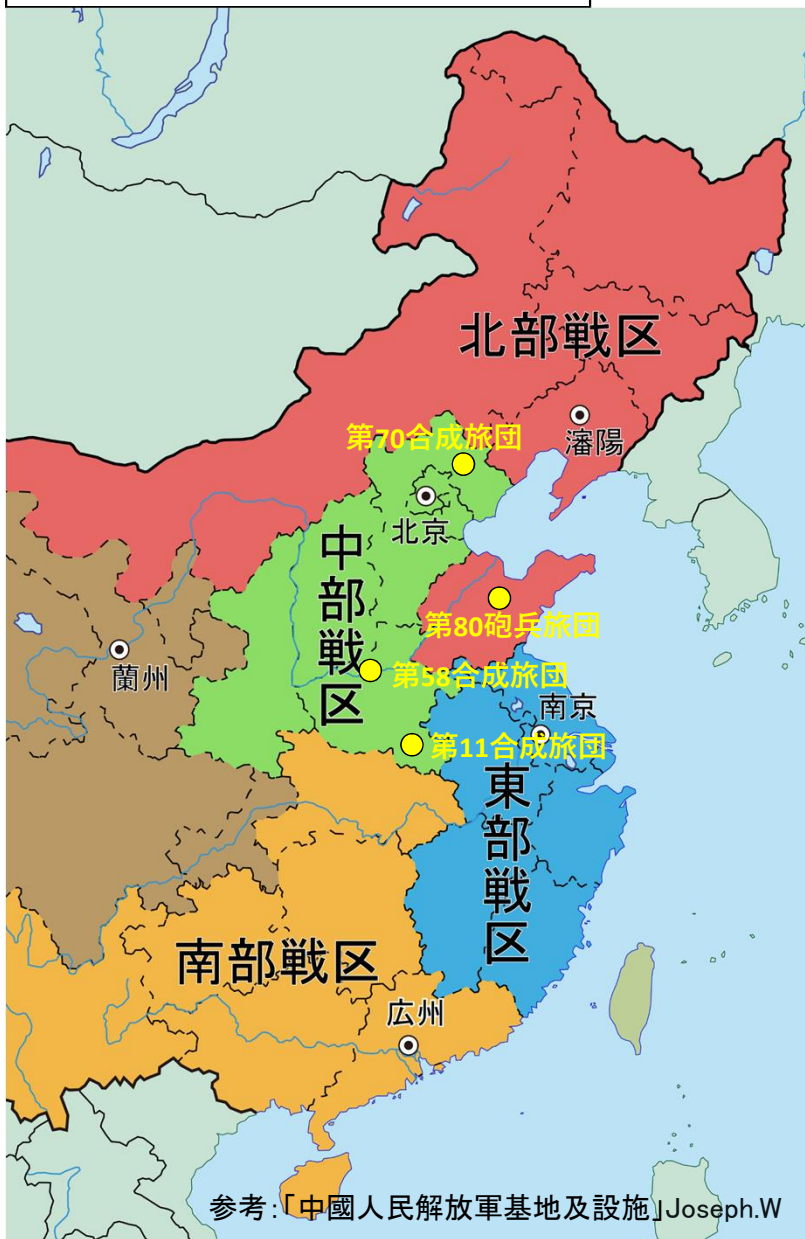 北部戦区
第70合成旅団
瀋陽
北京
中部戦区
第80砲兵旅団
蘭州
第58合成旅団
南京
第11合成旅団
東部戦区
南部戦区
広州
参考:「中國人民解放軍基地及設施」Joseph.W